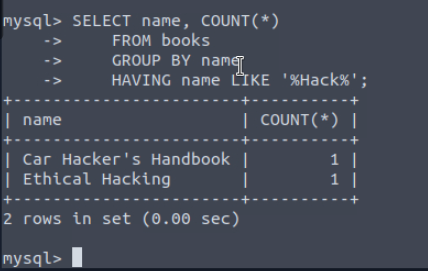 mysql> SELECT name, COUNT(*)
    ->     FROM books
    ->     GROUP BY name
    ->     HAVING name LIKE '%Hack%';
+----------------------+----------+
| name                 | COUNT(*) |
+----------------------+----------+
| Car Hacker's Handbook |        1 |
| Ethical Hacking      |        1 |
+----------------------+----------+
2 rows in set (0.00 sec)
mysql>